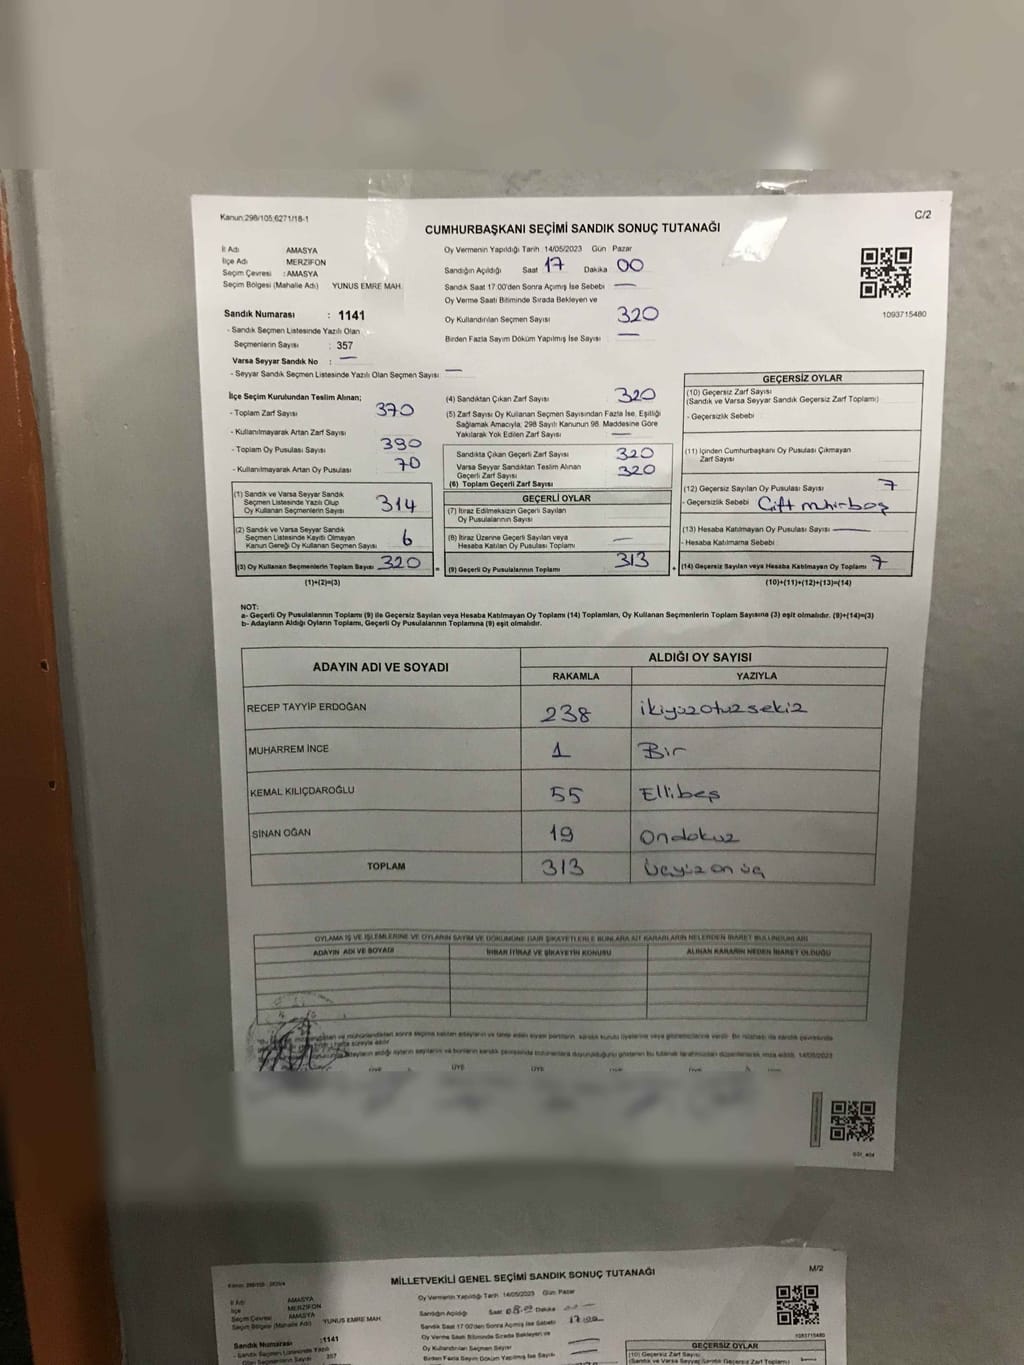 Kanun:298/105,6271/18-1
C/2
CUMHURBAŞKANI SEÇİMİ SANDIK SONUÇ TUTANAĞI
İl Adı AMASYA
İlçe Adı MERZİFON
Seçim Çevresi : AMASYA
Seçim Bölgesi (Mahalle Adı) YUNUS EMRE MAH.
Sandık Numarası : 1141
- Sandık Seçmen Listesinde Yazılı Olan
Seçmenlerin Sayısı : 357
Varsa Seyyar Sandık No : —
- Seyyar Sandık Seçmen Listesinde Yazılı Olan Seçmen Sayısı : —
Oy Vermenin Yapıldığı Tarih :14/05/2023 Gün : Pazar
Sandığın Açıldığı Saat 17 Dakika 00
Sandık Saat 17:00'den Sonra Açımış İse Sebebi —
Oy Verme Saati Bitiminde Sırada Bekleyen ve
Oy Kullandırılan Seçmen Sayısı 320
Birden Fazla Sayım Döküm Yapılmış İse Sayısı —
1093715480
İlçe Seçim Kurulundan Teslim Alınan;
- Toplam Zarf Sayısı 370
- Kullanılmayarak Artan Zarf Sayısı
- Toplam Oy Pusulası Sayısı 390
- Kullanılmayarak Artan Oy Pusulası 70
(1) Sandık ve Varsa Seyyar Sandık
Seçmen Listesinde Yazılı Olup
Oy Kullanan Seçmenlerin Sayısı 314
(2) Sandık ve Varsa Seyyar Sandık
Seçmen Listesinde Kayıtlı Olmayan
Kanun Gereği Oy Kullanan Seçmen Sayısı 6
(3) Oy Kullanan Seçmenlerin Toplam Sayısı 320
(1)+(2)=(3)
(4) Sandıktan Çıkan Zarf Sayısı 320
(5) Zarf Sayısı Oy Kullanan Seçmen Sayısından Fazla İse, Eşitliği
Sağlamak Amacıyla, 298 Sayılı Kanunun 98. Maddesine Göre
Yakılarak Yok Edilen Zarf Sayısı —
Sandıkta Çıkan Geçerli Zarf Sayısı 320
Varsa Seyyar Sandıktan Teslim Alınan
Geçerli Zarf Sayısı 320
(6) Toplam Geçerli Zarf Sayısı
GEÇERLİ OYLAR
(7) İtiraz Edilmeksizin Geçerli Sayılan
Oy Pusulalarının Sayısı
(8) İtiraz Üzerine Geçerli Sayılan veya
Hesaba Katılan Oy Pusulası Toplamı —
= (9) Geçerli Oy Pusulalarının Toplamı 313
GEÇERSİZ OYLAR
(10) Geçersiz Zarf Sayısı
(Sandık ve Varsa Seyyar Sandık Geçersiz Zarf Toplamı)
- Geçersizlik Sebebi
(11) İçinden Cumhurbaşkanı Oy Pusulası Çıkmayan
Zarf Sayısı
(12) Geçersiz Sayılan Oy Pusulası Sayısı 7
- Geçersizlik Sebebi Çift
(13) Hesaba Katılmayan Oy Pusulası Sayısı —
- Hesaba Katılmama Sebebi
+ (14) Geçersiz Sayılan veya Hesaba Katılmayan Oy Toplamı 7
(10)+(11)+(12)+(13)=(14)
NOT:
a- Geçerli Oy Pusulalarının Toplamı (9) ile Geçersiz Sayılan veya Hesaba Katılmayan Oy Toplamı (14) Toplamları, Oy Kullanan Seçmenlerin Toplam Sayısına (3) eşit olmalıdır. (9)+(14)=(3)
b- Adayların Aldığı Oyların Toplamı, Geçerli Oy Pusulalarının Toplamına (9) eşit olmalıdır.
ADAYIN ADI VE SOYADI ALDIĞI OY SAYISI
RAKAMLA YAZIYLA
RECEP TAYYİP ERDOĞAN 238 ikiyüzotuzsekiz
MUHARREM İNCE 1 Bir
KEMAL KILIÇDAROĞLU 55 Ellibeş
SİNAN OĞAN 19 Ondokuz
TOPLAM 313 Üçyüz on üç
OYLAMA İŞ VE İŞLEMLERİNE VE OYLARIN SAYIM VE DÖKÜMÜNE DAİR ŞİKAYETLERLE BUNLARA AİT KARARLARIN NELERDEN İBARET BULUNDUKLARI
ADAYIN ADI VE SOYADI İHBAR İTİRAZ VE ŞİKAYETİN KONUSU ALINAN KARARIN NEDEN İBARET OLDUĞU
ÜYE ÜYE ÜYE
M/2
MİLLETVEKİLİ GENEL SEÇİMİ SANDIK SONUÇ TUTANAĞI
İl Adı AMASYA
İlçe MERZİFON
Seçim Çevresi AMASYA
Seçim Bölgesi (Mahalle Adı) YUNUS EMRE MAH.
Sandık Numarası :1141
- Sandık Seçmen Listesinde Yazılı Olan
Seçmenlerin Sayısı 357
Oy Vermenin Yapıldığı Tarih : 14/05/2023 Gün: Pazar
Sandığın Açıldığı Saat Dakika
Sandık Saat 17:00'den Sonra Açımış İse Sebebi
Oy Verme Saati Bitiminde Sırada Bekleyen ve
Oy Kullandırılan Seçmen Sayısı —
Birden Fazla Sayım Döküm Yapılmış İse Sayısı —
GEÇERSİZ OYLAR
(10) Geçersiz Zarf Sayısı
(Sandık ve Varsa Seyyar Sandık Geçersiz Zarf Toplamı)